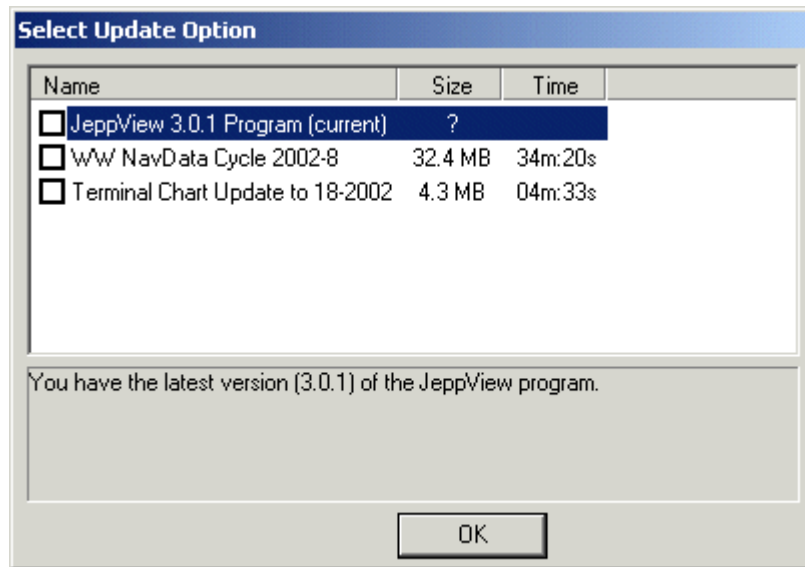 Select Update Option
Name Size Time
JeppView 3.0.1 Program (current) ?
WW NavData Cycle 2002-8 32.4 MB 34m:20s
Terminal Chart Update to 18-2002 4.3 MB 04m:33s
You have the latest version (3.0.1) of the JeppView program.
OK